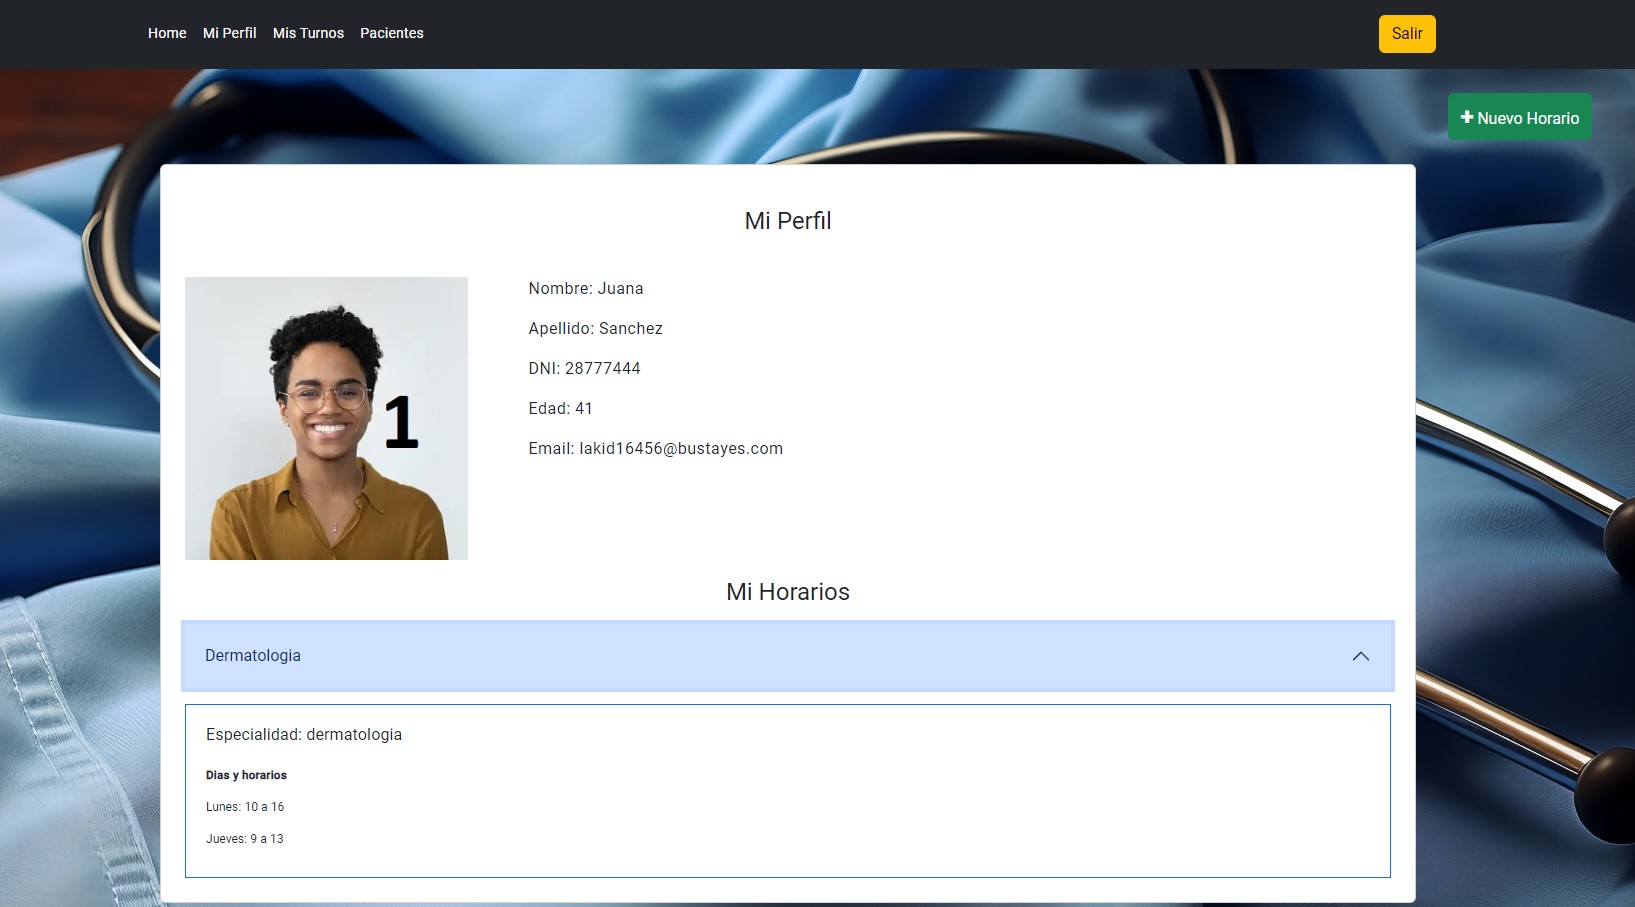 Home Mi Perfil Mis Turnos Pacientes Salir
Nuevo Horario
Mi Perfil
Nombre: Juana
Apellido: Sanchez
DNI: 28777444
Edad: 41
Email: lakid16456@bustayes.com
1
Mi Horarios
Dermatologia
Especialidad: dermatologia
Dias y horarios
Lunes: 10 a 16
Jueves: 9 a 13